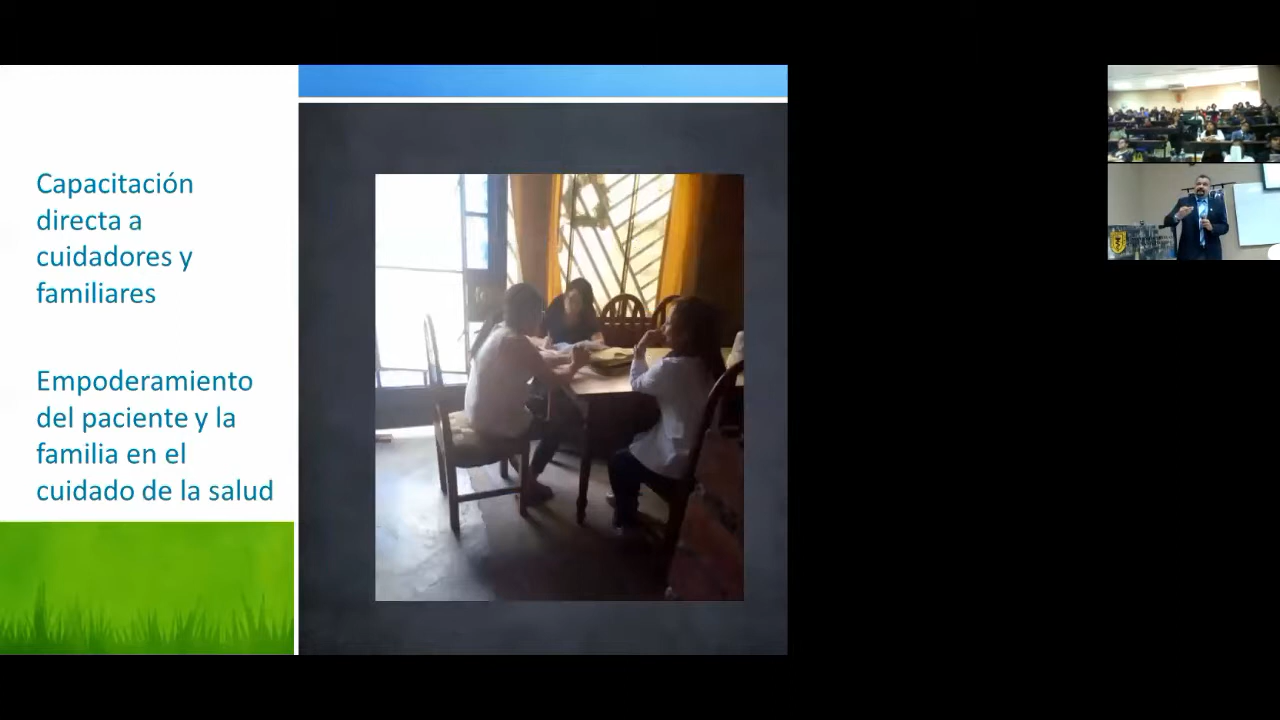 Capacitación
directa a
cuidadores y
familiares
Empoderamiento
del paciente y la
familia en el
cuidado de la salud